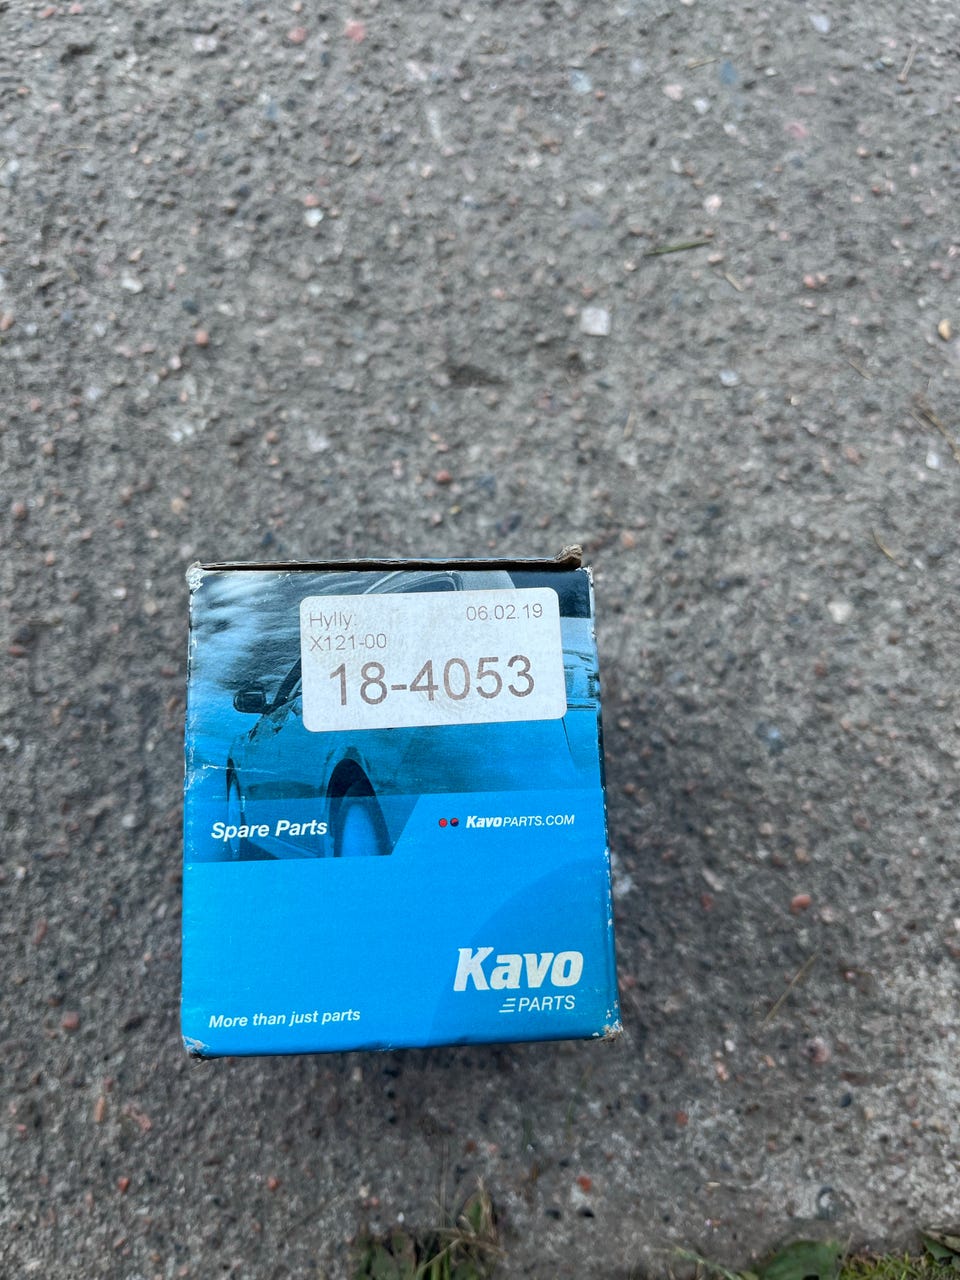 Hylly: 06.02.19
X121-00
18-4053
Spare Parts
KavoPARTS.COM
Kavo
PARTS
More than just parts